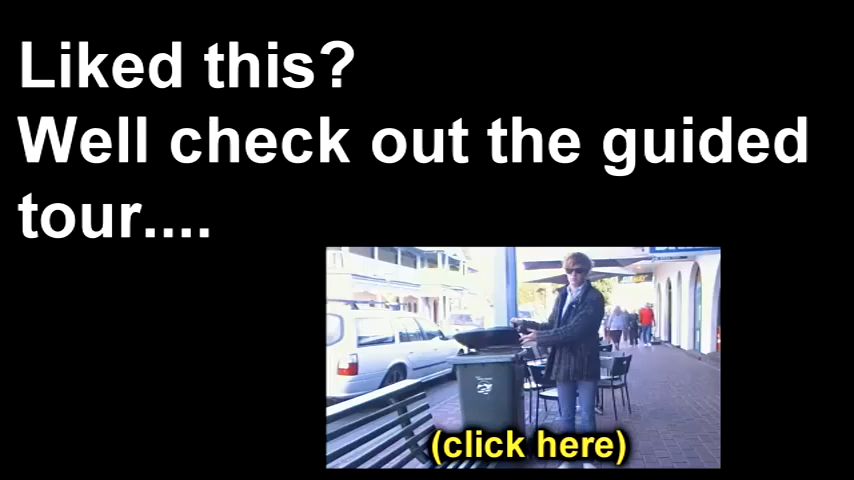 Liked this?
Well check out the guided
tour....
(click here)